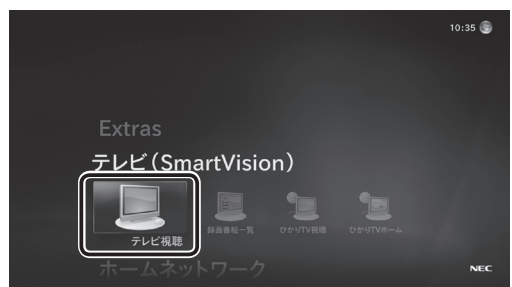 10:35
Extras
テレビ(SmartVision)
テレビ視聴
録画番組一覧
ひかりTV視聴
ひかりTVホーム
ホームネットワーク
NEC